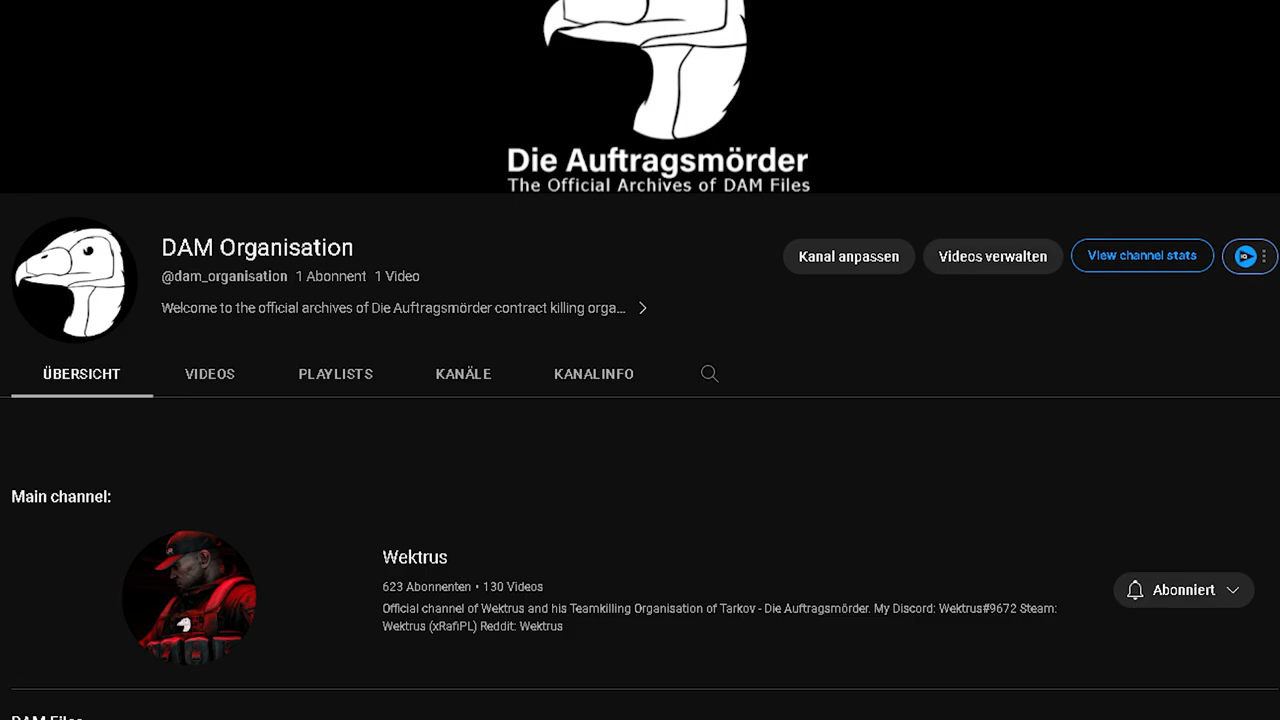 Die Auftragsmörder
The Official Archives of DAM Files
DAM Organisation
@dam_organisation 1 Abonnent 1 Video
Welcome to the official archives of Die Auftragsmörder contract killing orga...
Kanal anpassen
Videos verwalten
View channel stats
ÜBERSICHT
VIDEOS
PLAYLISTS
KANÄLE
KANALINFO
Main channel:
Wektrus
623 Abonnenten • 130 Videos
Official channel of Wektrus and his Teamkilling Organisation of Tarkov - Die Auftragsmörder. My Discord: Wektrus#9672 Steam:
Wektrus (xRafiPL) Reddit: Wektrus
Abonniert
DAM Files